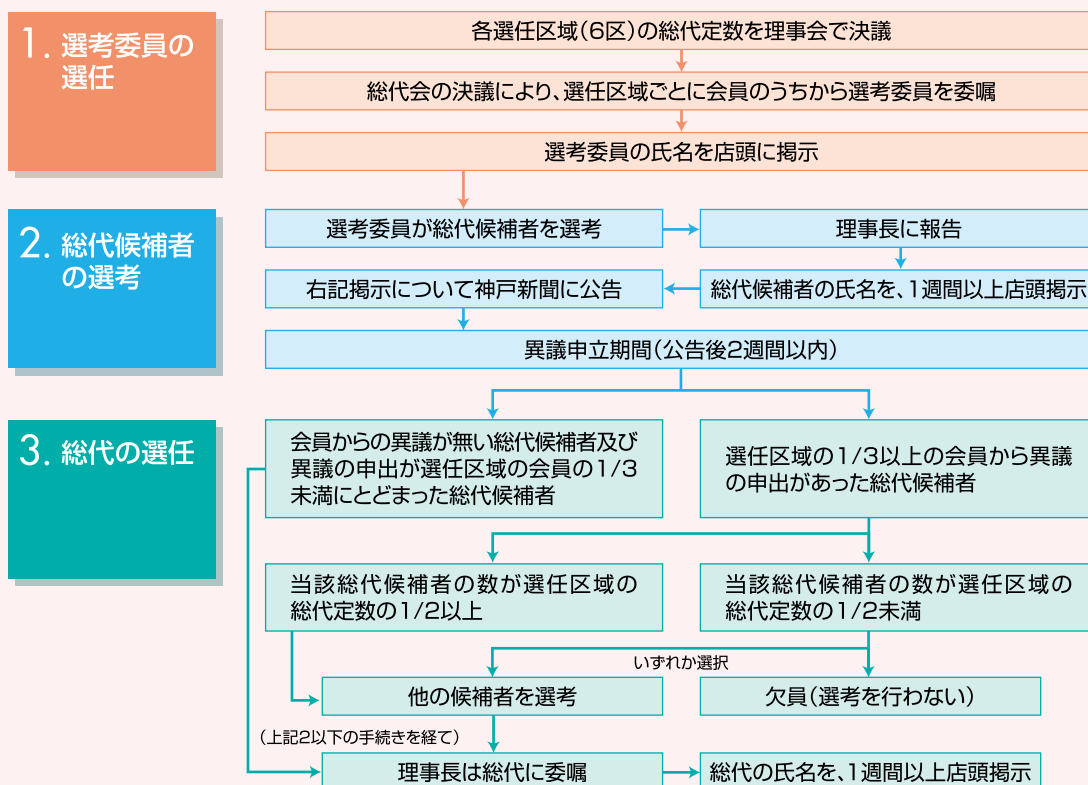 1. 選考委員の
選任
各選任区域(6区)の総代定数を理事会で決議
総代会の決議により、選任区域ごとに会員のうちから選考委員を委嘱
選考委員の氏名を店頭に掲示
2. 総代候補者
の選考
選考委員が総代候補者を選考
理事長に報告
総代候補者の氏名を、1週間以上店頭掲示
右記掲示について神戸新聞に公告
異議申立期間(公告後2週間以内)
3. 総代の選任
会員からの異議が無い総代候補者及び
異議の申出が選任区域の会員の1/3
未満にとどまった総代候補者
選任区域の1/3以上の会員から異議
の申出があった総代候補者
当該総代候補者の数が選任区域の
総代定数の1/2以上
当該総代候補者の数が選任区域の
総代定数の1/2未満
いずれか選択
他の候補者を選考
欠員(選考を行わない)
(上記2以下の手続きを経て)
理事長は総代に委嘱
総代の氏名を、1週間以上店頭掲示